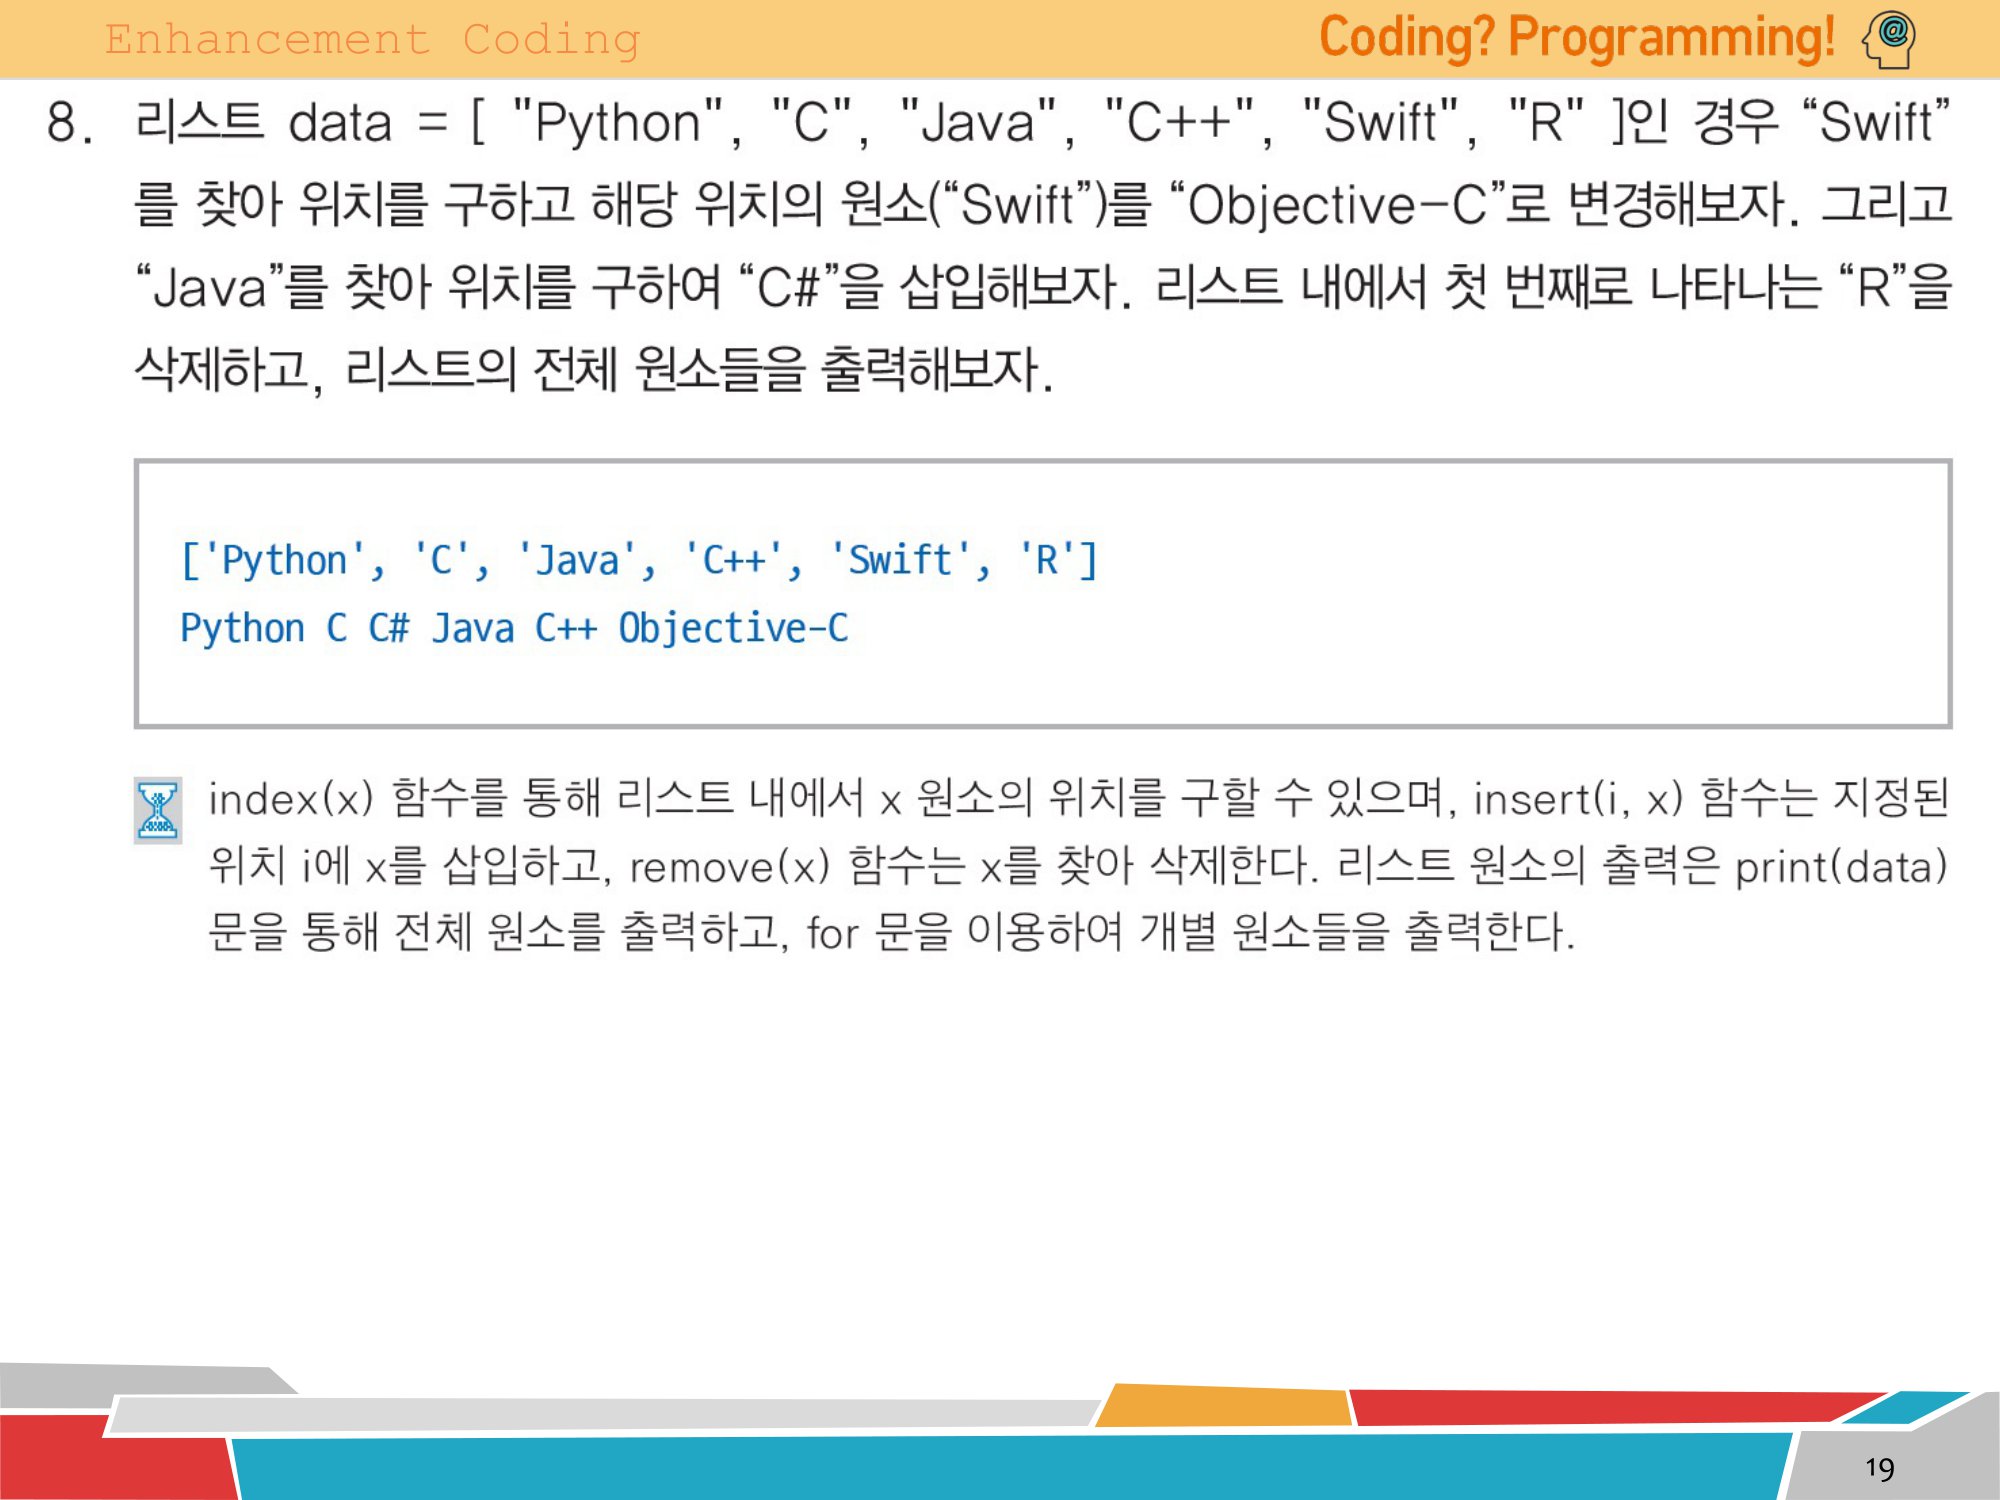 Enhancement Coding
Coding? Programming!
8. 리스트 data = [ "Python", "C", "Java", "C++", "Swift", "R" ]인 경우 “Swift”
를 찾아 위치를 구하고 해당 위치의 원소(“Swift”)를 “Objective-C”로 변경해보자. 그리고
“Java”를 찾아 위치를 구하여 “C#”을 삽입해보자. 리스트 내에서 첫 번째로 나타나는 “R”을
삭제하고, 리스트의 전체 원소들을 출력해보자.
['Python', 'C', 'Java', 'C++', 'Swift', 'R']
Python C C# Java C++ Objective-C
index(x) 함수를 통해 리스트 내에서 x 원소의 위치를 구할 수 있으며, insert(i, x) 함수는 지정된
위치 i에 x를 삽입하고, remove(x) 함수는 x를 찾아 삭제한다. 리스트 원소의 출력은 print(data)
문을 통해 전체 원소를 출력하고, for 문을 이용하여 개별 원소들을 출력한다.
19